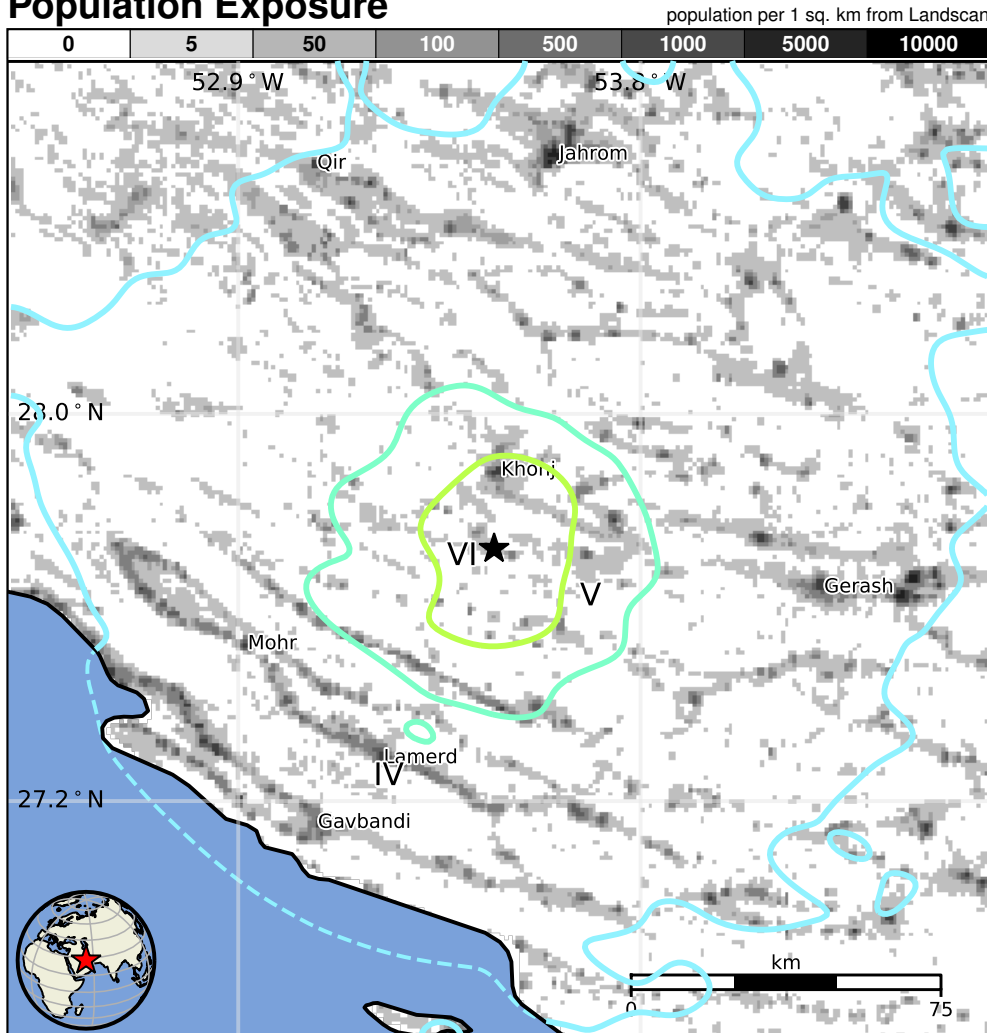 Population Exposure
population per 1 sq. km from Landscan
0 5 50 100 500 1000 5000 10000
52.9°W 53.8°W
Qir
Jahrom
28.0°N
Khonj
VI
V
Gerash
Mohr
Lamerd
IV
27.2°N
Gavbandi
km
0 75